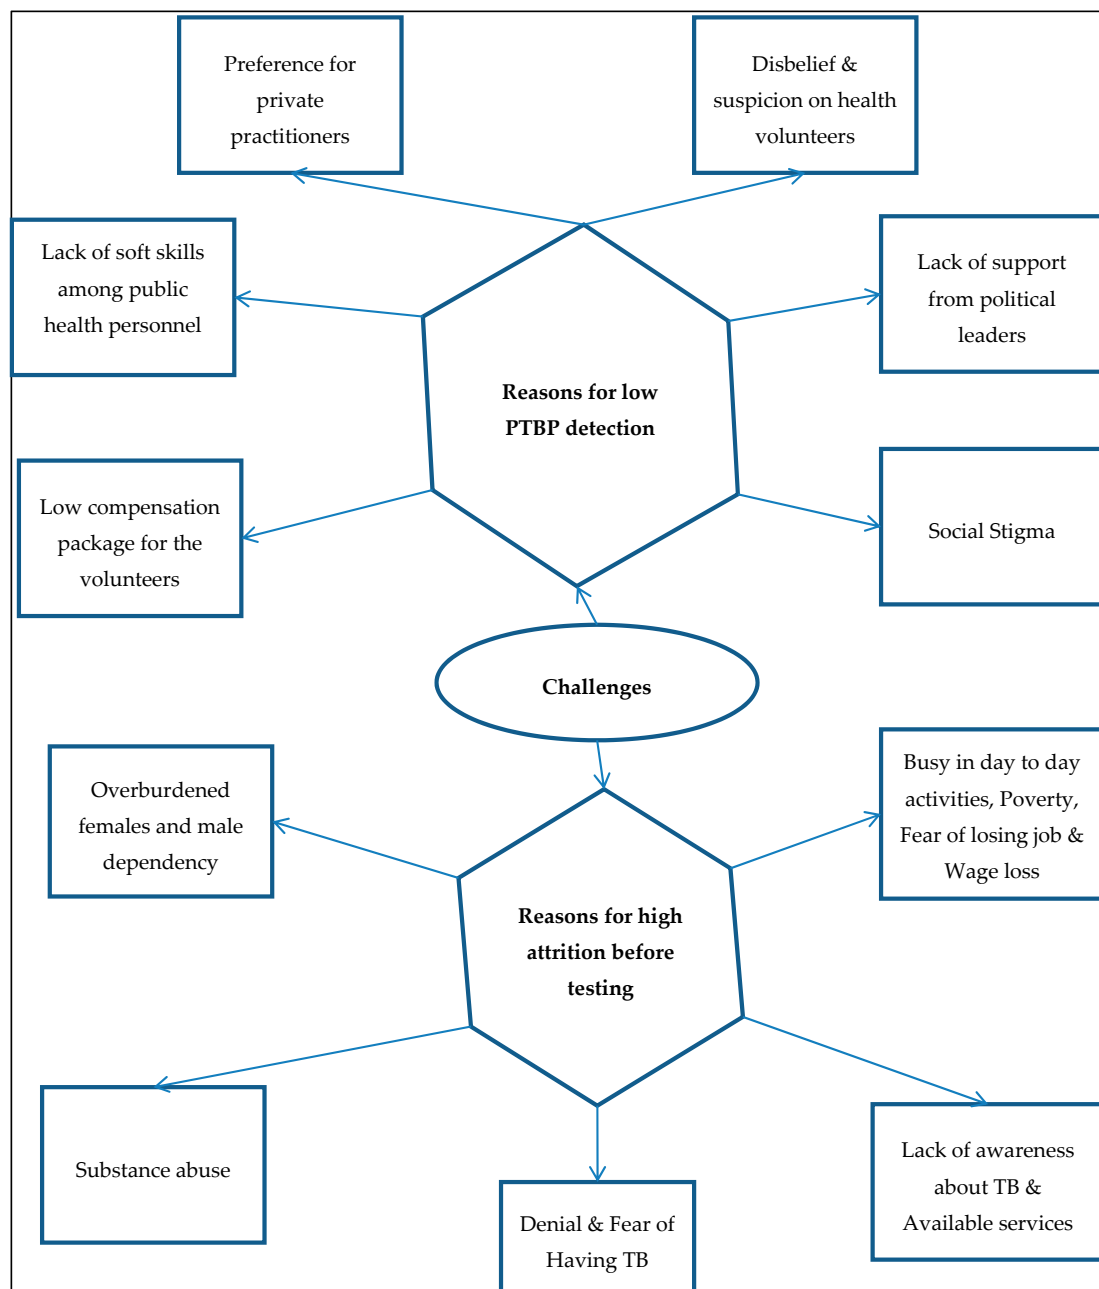 Preference for
private
practitioners
Disbelief &
suspicion on health
volunteers
Lack of soft skills
among public
health personnel
Lack of support
from political
leaders
Reasons for low
PTBP detection
Low compensation
package for the
volunteers
Social Stigma
Challenges
Overburdened
females and male
dependency
Busy in day to day
activities, Poverty,
Fear of losing job &
Wage loss
Reasons for high
attrition before
testing
Substance abuse
Denial & Fear of
Having TB
Lack of awareness
about TB &
Available services